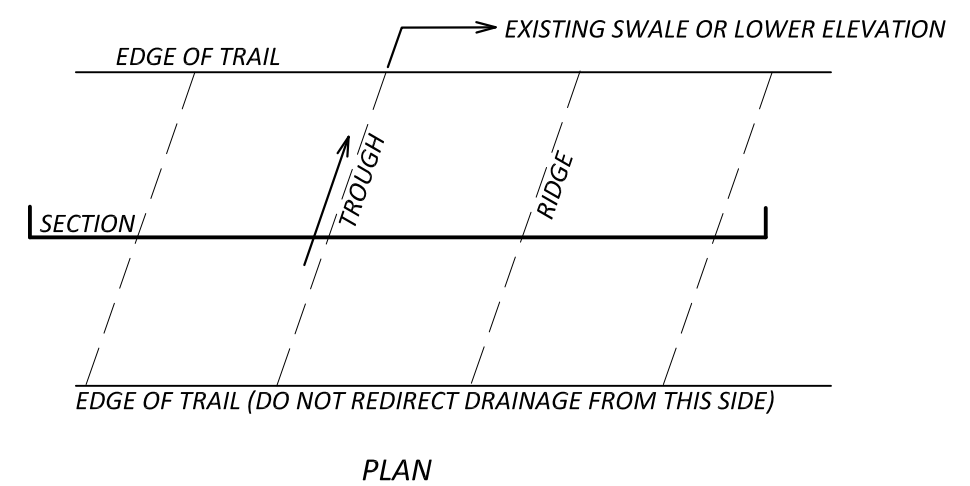 EXISTING SWALE OR LOWER ELEVATION
EDGE OF TRAIL
TROUGH
RIDGE
SECTION
EDGE OF TRAIL (DO NOT REDIRECT DRAINAGE FROM THIS SIDE)
PLAN